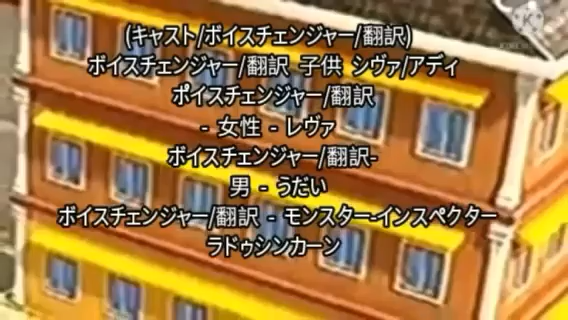 (キャスト/ボイスチェンジャー/翻訳)
ボイスチェンジャー/翻訳 子供 シヴァ/アディ
ボイスチェンジャー/翻訳
- 女性 - レヴァ
ボイスチェンジャー/翻訳-
男 - うだい
ボイスチェンジャー/翻訳 - モンスター-インスペクター
ラドゥシンカーン